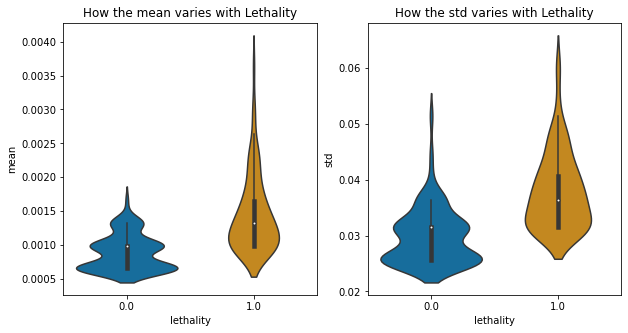 How the mean varies with Lethality
0.0040
0.0035
0.0030
0.0025
0.0020
0.0015
0.0010
0.0005
mean
0.0
1.0
lethality
How the std varies with Lethality
0.06
0.05
0.04
0.03
0.02
std
0.0
1.0
lethality